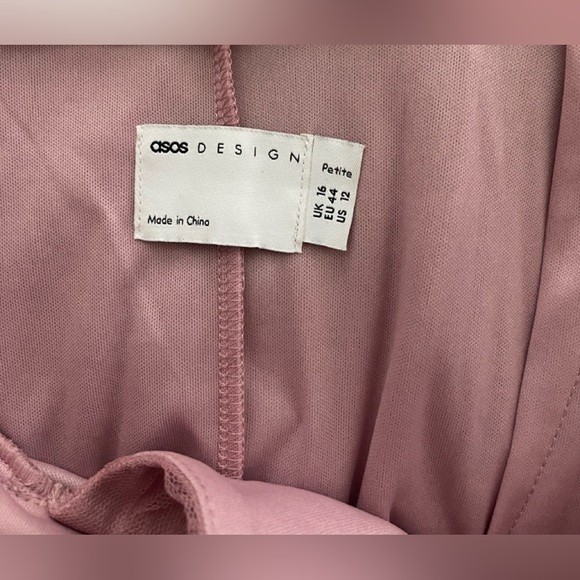 asos DESIGN
Made in China
Petite
UK 16
EU 44
US 12